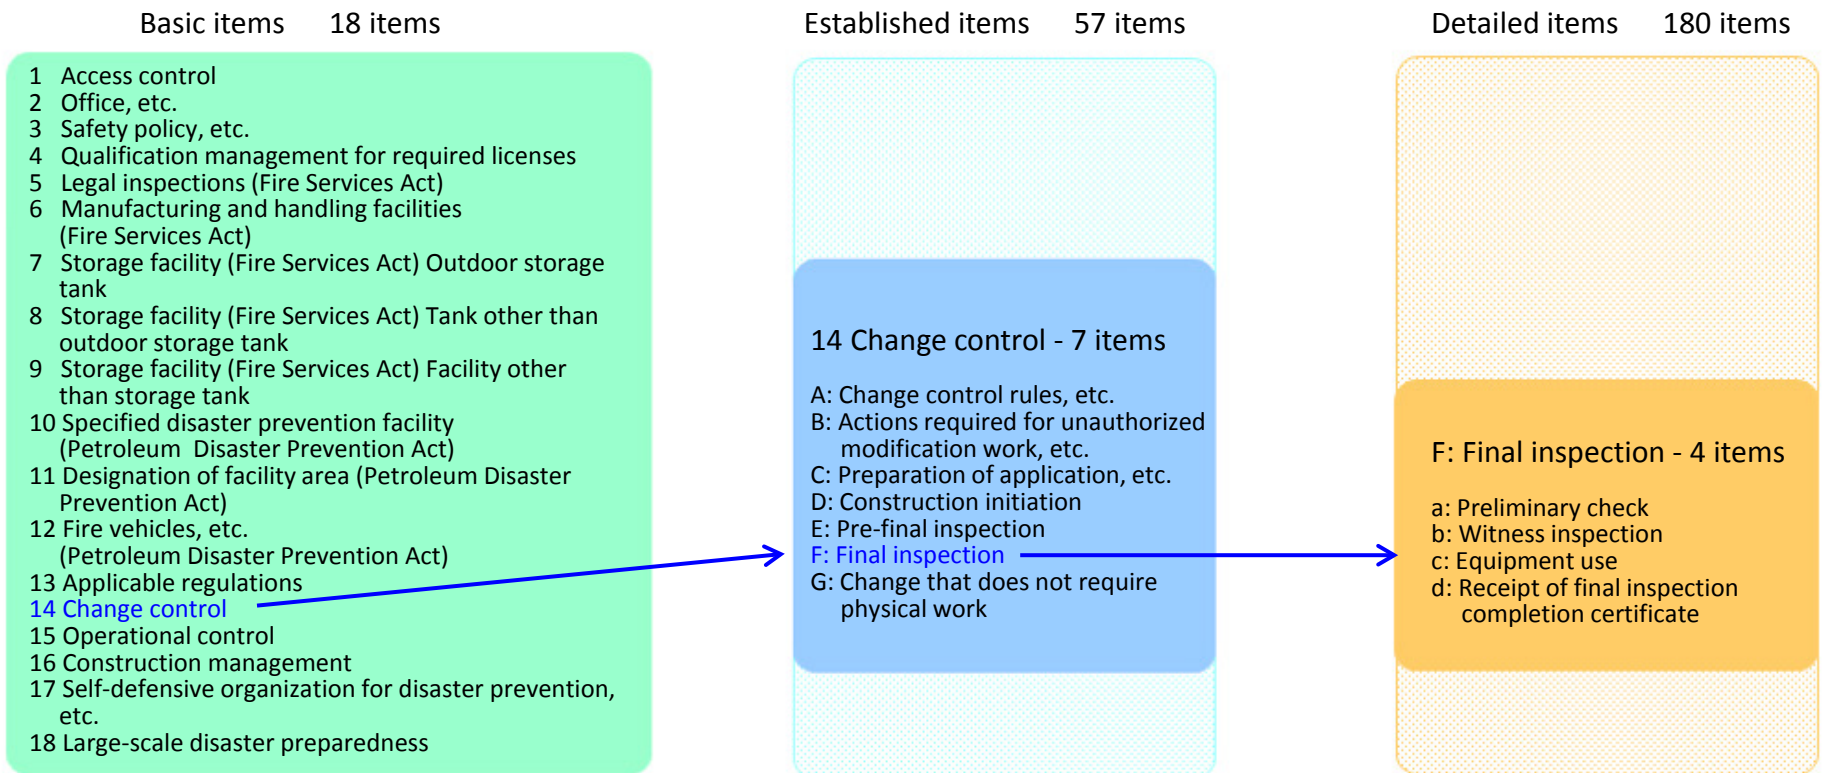 Basic items 18 items
1 Access control
2 Office, etc.
3 Safety policy, etc.
4 Qualification management for required licenses
5 Legal inspections (Fire Services Act)
6 Manufacturing and handling facilities
(Fire Services Act)
7 Storage facility (Fire Services Act) Outdoor storage
tank
8 Storage facility (Fire Services Act) Tank other than
outdoor storage tank
9 Storage facility (Fire Services Act) Facility other
than storage tank
10 Specified disaster prevention facility
(Petroleum Disaster Prevention Act)
11 Designation of facility area (Petroleum Disaster
Prevention Act)
12 Fire vehicles, etc.
(Petroleum Disaster Prevention Act)
13 Applicable regulations
14 Change control
15 Operational control
16 Construction management
17 Self-defensive organization for disaster prevention,
etc.
18 Large-scale disaster preparedness
Established items 57 items
14 Change control - 7 items
A: Change control rules, etc.
B: Actions required for unauthorized
modification work, etc.
C: Preparation of application, etc.
D: Construction initiation
E: Pre-final inspection
F: Final inspection
G: Change that does not require
physical work
Detailed items 180 items
F: Final inspection - 4 items
a: Preliminary check
b: Witness inspection
c: Equipment use
d: Receipt of final inspection
completion certificate